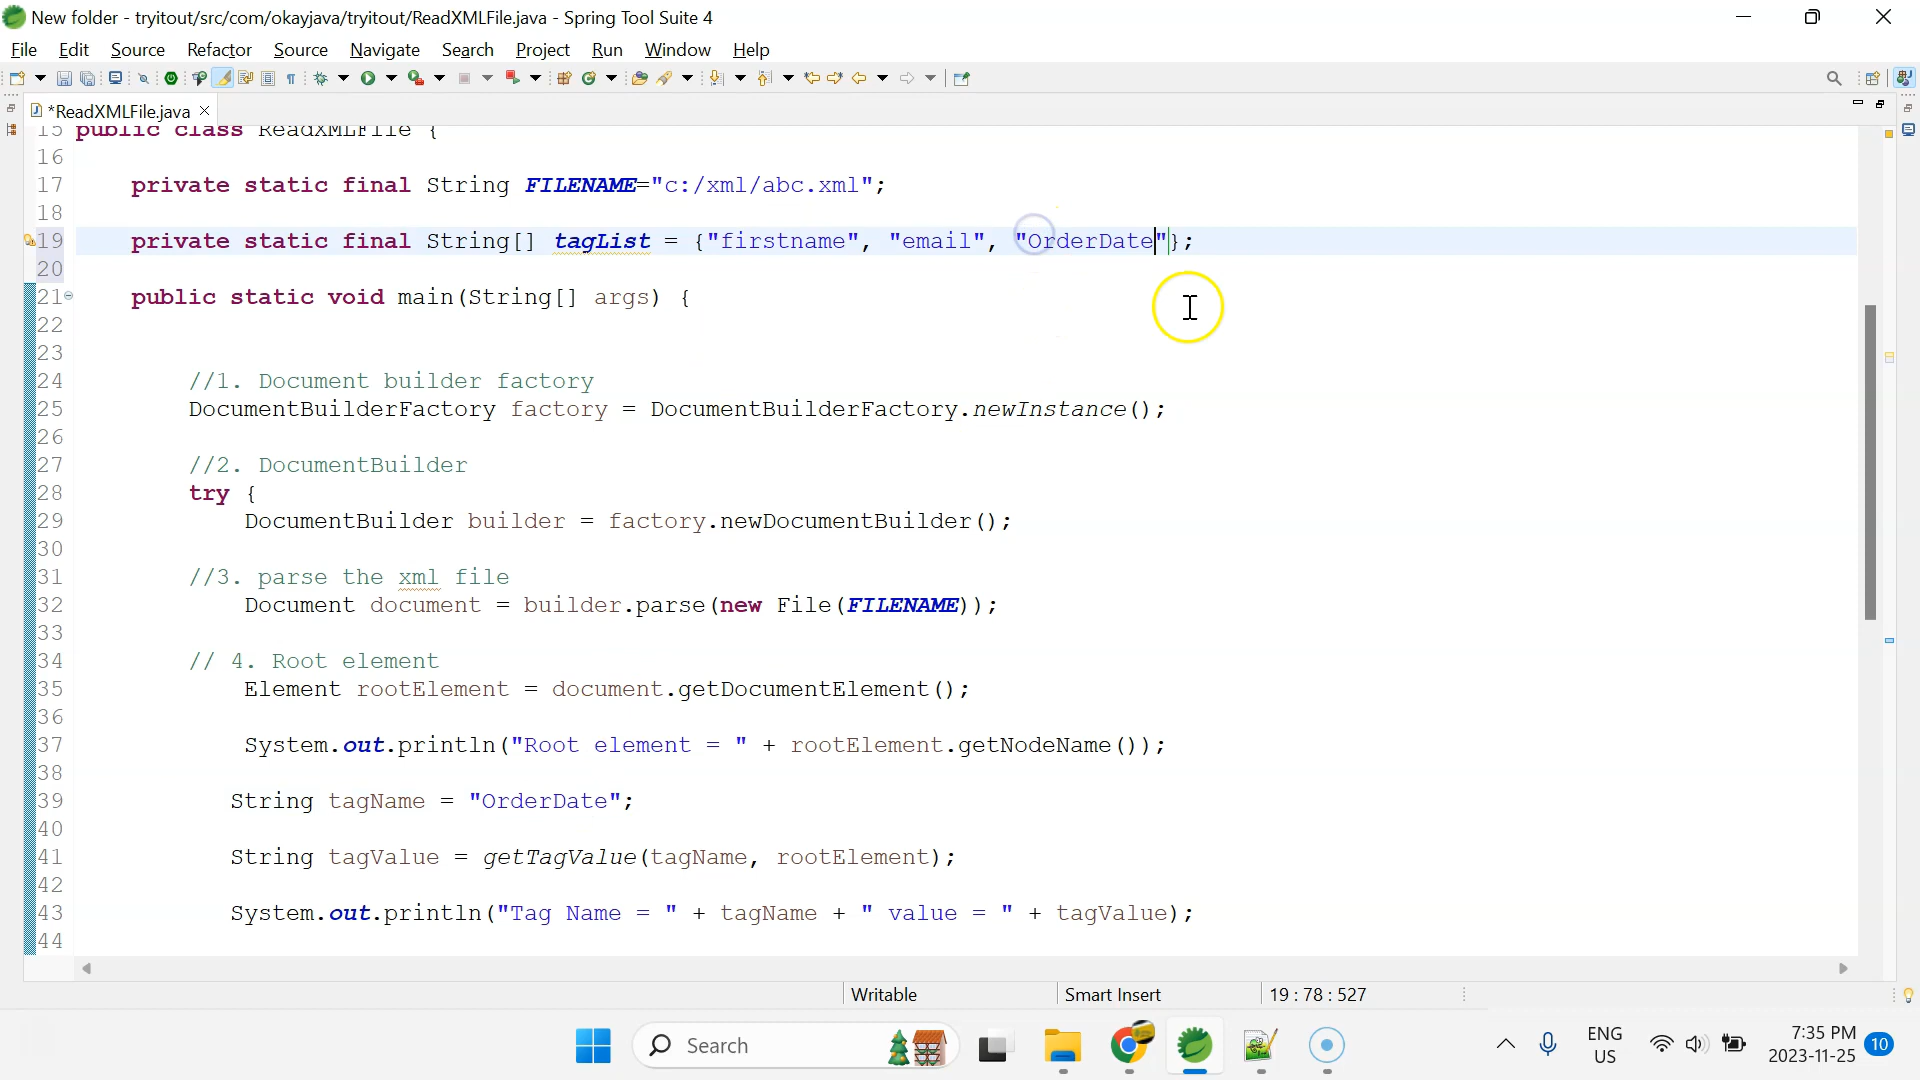 New folder - tryitout/src/com/okayjava/tryitout/ReadXMLFile.java - Spring Tool Suite 4
File Edit Source Refactor Source Navigate Search Project Run Window Help
*ReadXMLFile.java
15 public class ReadXMLFile {
16
17 private static final String FILENAME="c:/xml/abc.xml";
18
19 private static final String[] tagList = {"firstname", "email", "OrderDate"};
20
21 public static void main(String[] args) {
22
23
24 //1. Document builder factory
25 DocumentBuilderFactory factory = DocumentBuilderFactory.newInstance();
26
27 //2. DocumentBuilder
28 try {
29 DocumentBuilder builder = factory.newDocumentBuilder();
30
31 //3. parse the xml file
32 Document document = builder.parse(new File(FILENAME));
33
34 // 4. Root element
35 Element rootElement = document.getDocumentElement();
36
37 System.out.println("Root element = " + rootElement.getNodeName());
38
39 String tagName = "OrderDate";
40
41 String tagValue = getTagValue(tagName, rootElement);
42
43 System.out.println("Tag Name = " + tagName + " value = " + tagValue);
44
Writable Smart Insert 19 : 78 : 527
Search
ENG
US
7:35 PM
2023-11-25
10